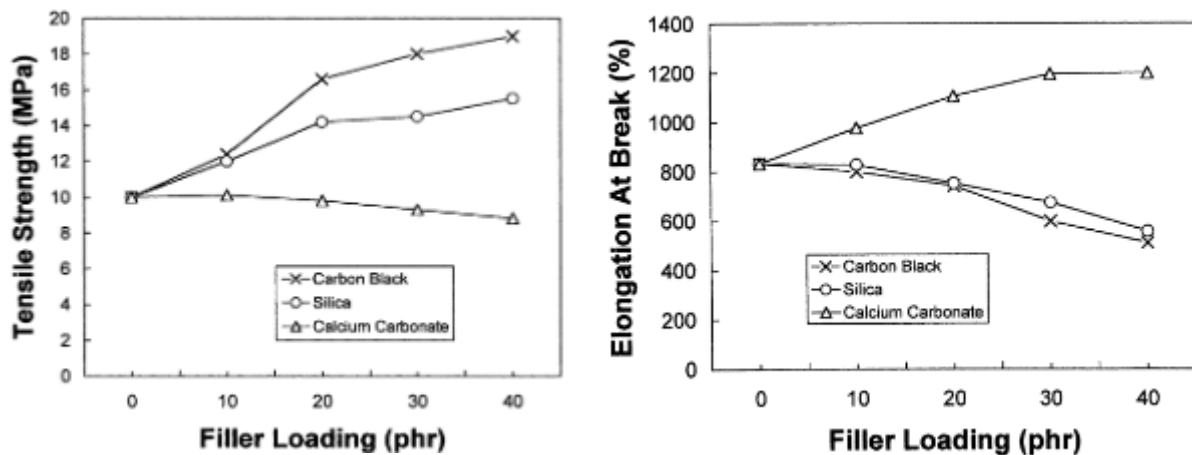 Tensile Strength (MPa)
20
18
16
14
12
10
8
6
4
2
0
Carbon Black
Silica
Calcium Carbonate
0 10 20 30 40
Filler Loading (phr)
Elongation At Break (%)
1400
1200
1000
800
600
400
200
0
Carbon Black
Silica
Calcium Carbonate
0 10 20 30 40
Filler Loading (phr)